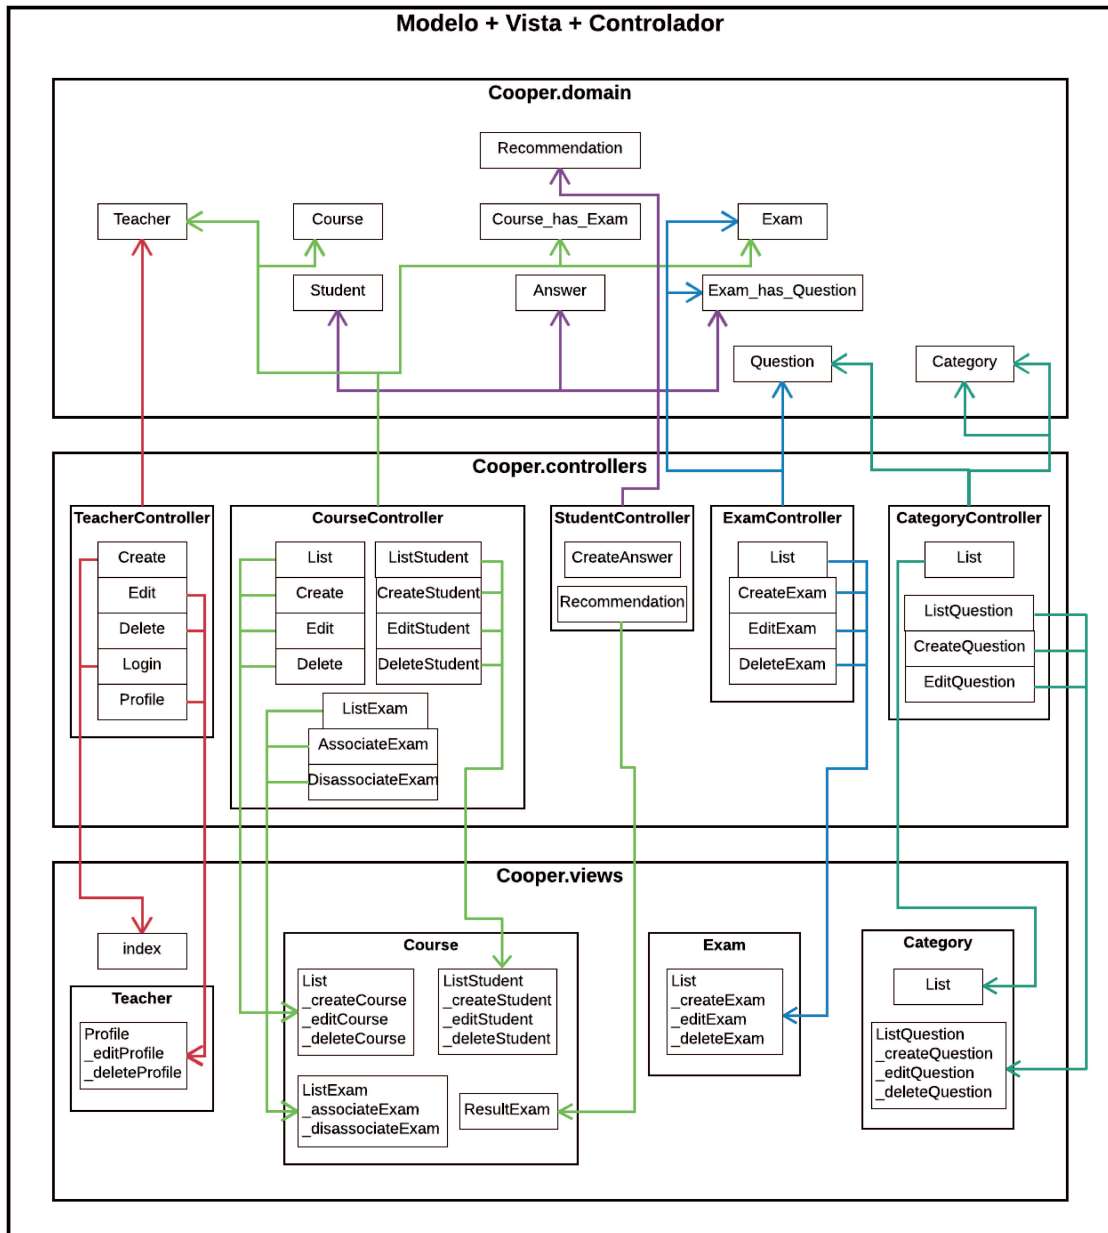 Modelo + Vista + Controlador
Cooper.domain
Recommendation
Teacher
Course
Course_has_Exam
Exam
Student
Answer
Exam_has_Question
Question
Category
Cooper.controllers
TeacherController
Create
Edit
Delete
Login
Profile
CourseController
List
Create
Edit
Delete
ListStudent
CreateStudent
EditStudent
DeleteStudent
ListExam
AssociateExam
DisassociateExam
StudentController
CreateAnswer
Recommendation
ExamController
List
CreateExam
EditExam
DeleteExam
CategoryController
List
ListQuestion
CreateQuestion
EditQuestion
Cooper.views
index
Teacher
Profile
_editProfile
_deleteProfile
Course
List
_createCourse
_editCourse
_deleteCourse
ListStudent
_createStudent
_editStudent
_deleteStudent
ListExam
_associateExam
_disassociateExam
ResultExam
Exam
List
_createExam
_editExam
_deleteExam
Category
List
ListQuestion
_createQuestion
_editQuestion
_deleteQuestion